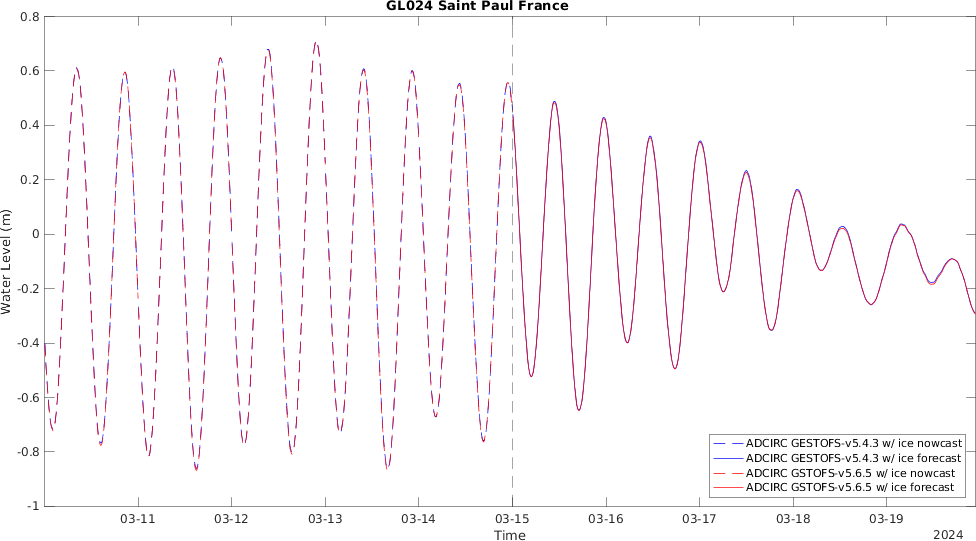 GL024 Saint Paul France
0.8
0.6
0.4
0.2
0
-0.2
-0.4
-0.6
-0.8
-1
Water Level (m)
ADCIRC GESTOFS-v5.4.3 w/ ice nowcast
ADCIRC GESTOFS-v5.4.3 w/ ice forecast
ADCIRC GSTOFS-v5.6.5 w/ ice nowcast
ADCIRC GSTOFS-v5.6.5 w/ ice forecast
03-11 03-12 03-13 03-14 03-15 03-16 03-17 03-18 03-19
Time
2024